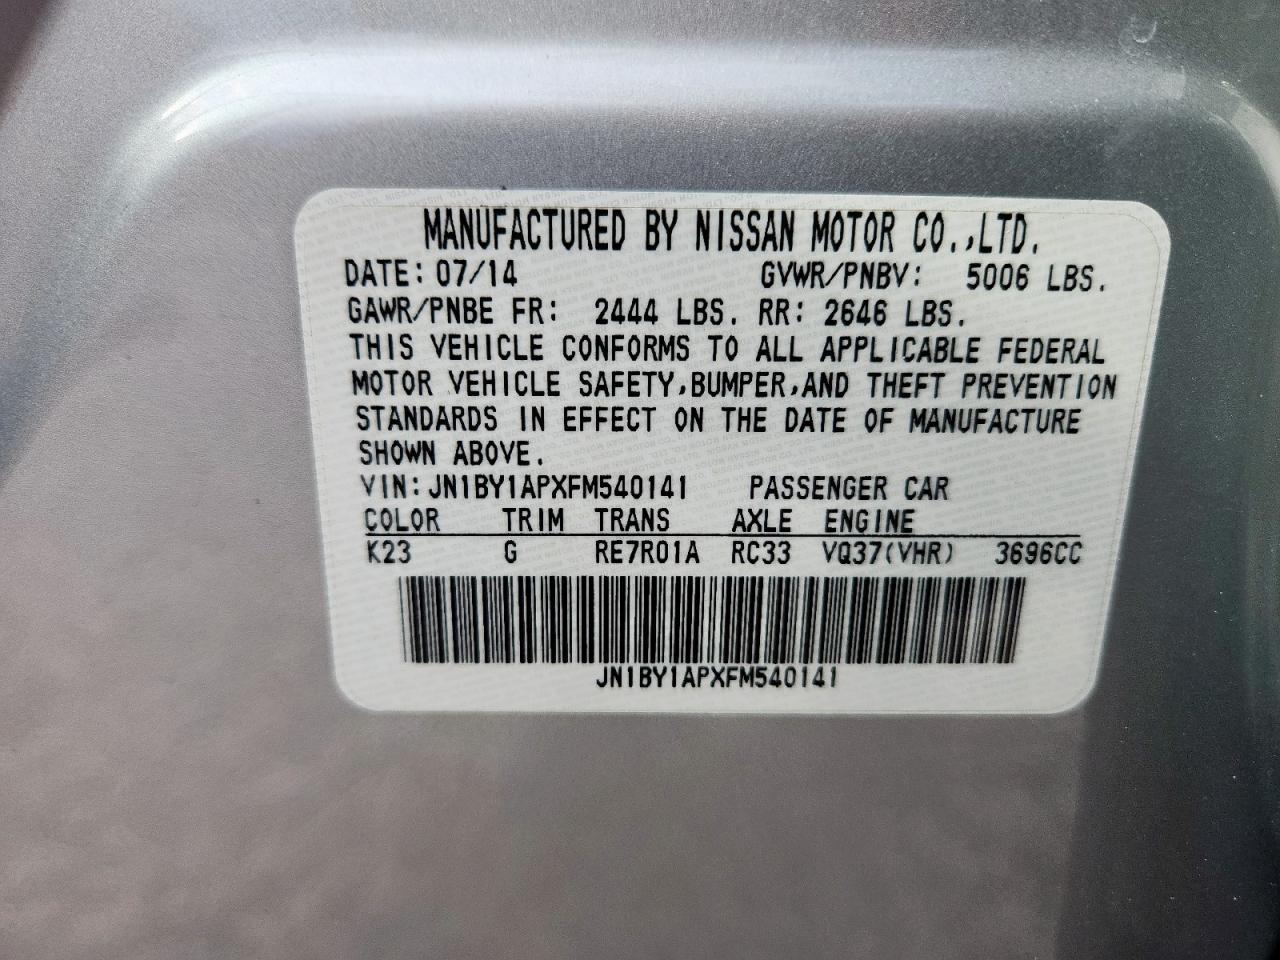 MANUFACTURED BY NISSAN MOTOR CO.,LTD.
DATE: 07/14 GVWR/PNBV: 5006 LBS.
GAWR/PNBE FR: 2444 LBS. RR: 2646 LBS.
THIS VEHICLE CONFORMS TO ALL APPLICABLE FEDERAL
MOTOR VEHICLE SAFETY,BUMPER,AND THEFT PREVENTION
STANDARDS IN EFFECT ON THE DATE OF MANUFACTURE
SHOWN ABOVE.
VIN:JN1BY1APXFM540141 PASSENGER CAR
COLOR TRIM TRANS AXLE ENGINE
K23 G RE7R01A RC33 VQ37(VHR) 3696CC
JN1BY1APXFM540141